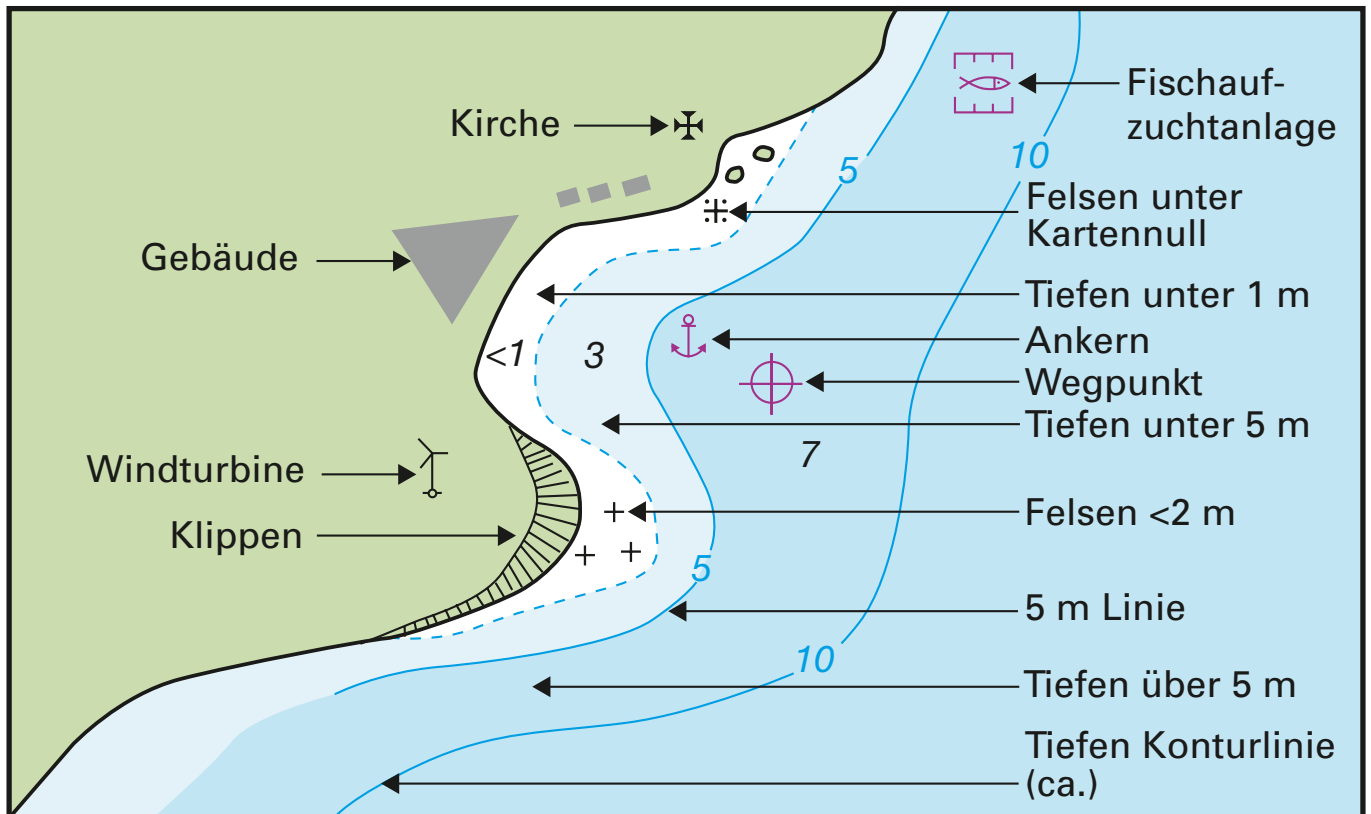 Fischauf-
zuchtanlage
Kirche
10
5
Felsen unter
Kartennull
Gebäude
Tiefen unter 1 m
Ankern
<1
3
Wegpunkt
Tiefen unter 5 m
7
Windturbine
Felsen <2 m
Klippen
5
5 m Linie
10
Tiefen über 5 m
Tiefen Konturlinie
(ca.)